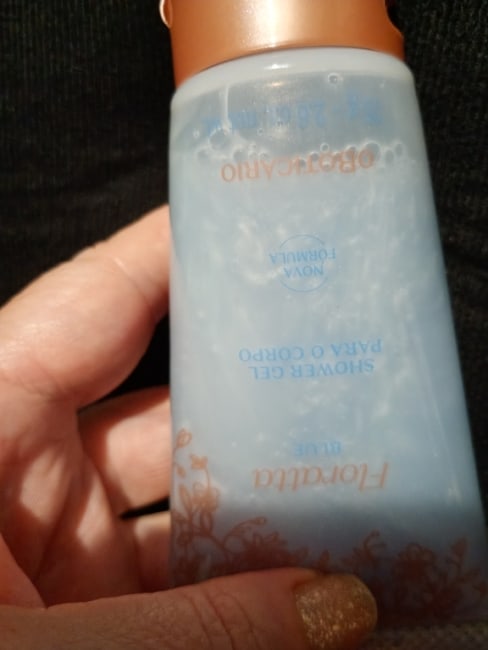 Floratta
BLUE
SHOWER GEL
PARA O CORPO
NOVA
FÓRMULA
OBOTICÁRIO